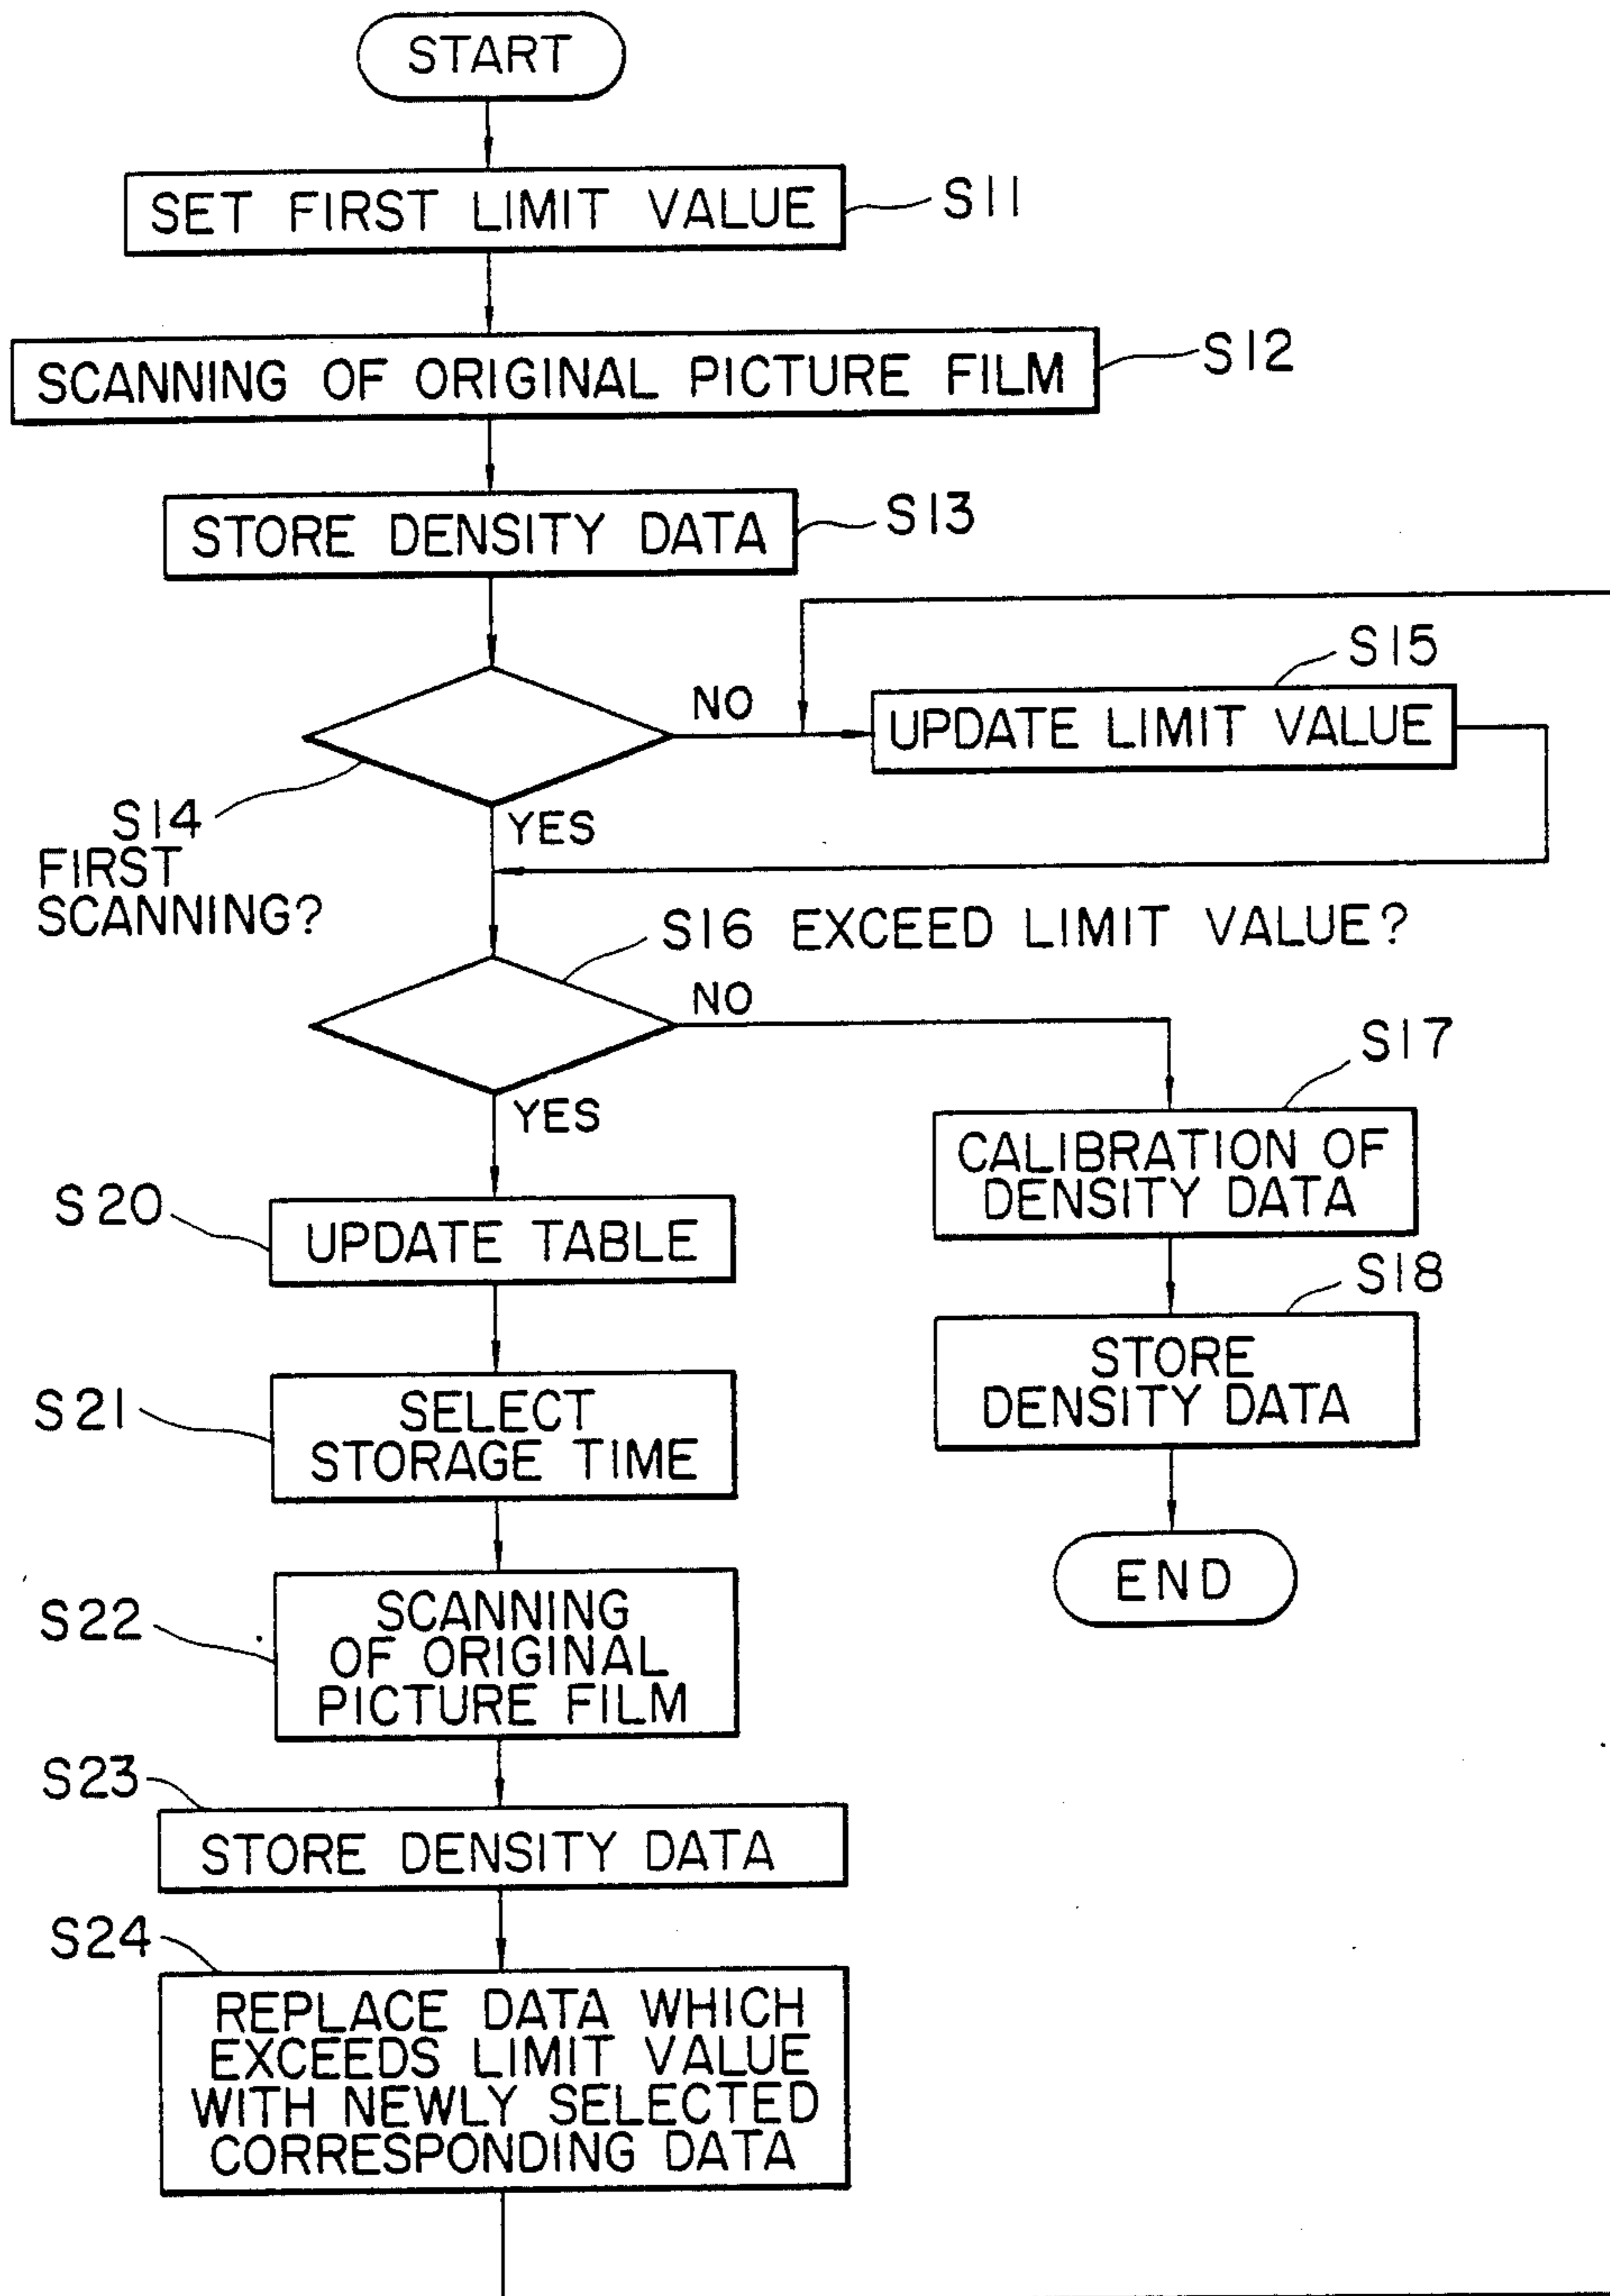 START
SET FIRST LIMIT VALUE
S11
SCANNING OF ORIGINAL PICTURE FILM
S12
STORE DENSITY DATA
S13
S14
FIRST
SCANNING?
NO
YES
S15
UPDATE LIMIT VALUE
S16 EXCEED LIMIT VALUE?
NO
YES
S17
CALIBRATION OF
DENSITY DATA
S18
STORE
DENSITY DATA
END
S20
UPDATE TABLE
S21
SELECT
STORAGE TIME
S22
SCANNING
OF ORIGINAL
PICTURE FILM
S23
STORE DENSITY DATA
S24
REPLACE DATA WHICH
EXCEEDS LIMIT VALUE
WITH NEWLY SELECTED
CORRESPONDING DATA